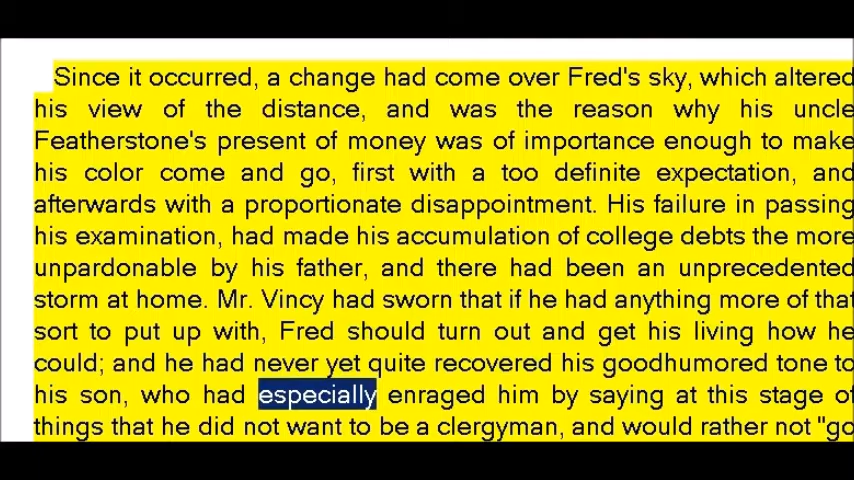 Since it occurred, a change had come over Fred's sky, which altered
his view of the distance, and was the reason why his uncle
Featherstone's present of money was of importance enough to make
his color come and go, first with a too definite expectation, and
afterwards with a proportionate disappointment. His failure in passing
his examination, had made his accumulation of college debts the more
unpardonable by his father, and there had been an unprecedented
storm at home. Mr. Vincy had sworn that if he had anything more of that
sort to put up with, Fred should turn out and get his living how he
could; and he had never yet quite recovered his goodhumored tone to
his son, who had especially enraged him by saying at this stage of
things that he did not want to be a clergyman, and would rather not "go